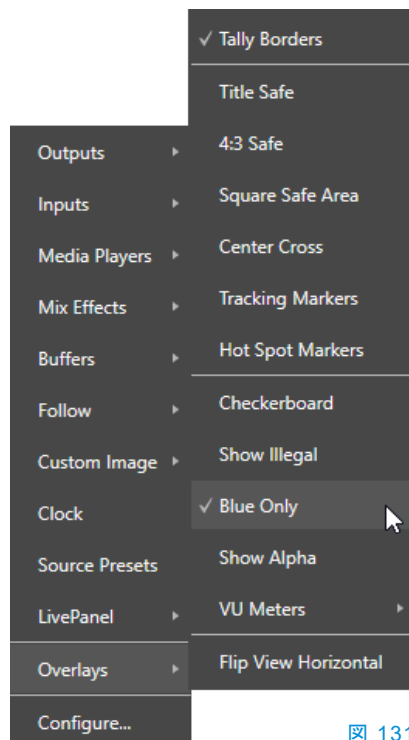 Outputs
Inputs
Media Players
Mix Effects
Buffers
Follow
Custom Image
Clock
Source Presets
LivePanel
Overlays
Configure...
Tally Borders
Title Safe
4:3 Safe
Square Safe Area
Center Cross
Tracking Markers
Hot Spot Markers
Checkerboard
Show Illegal
Blue Only
Show Alpha
VU Meters
Flip View Horizontal
図 131